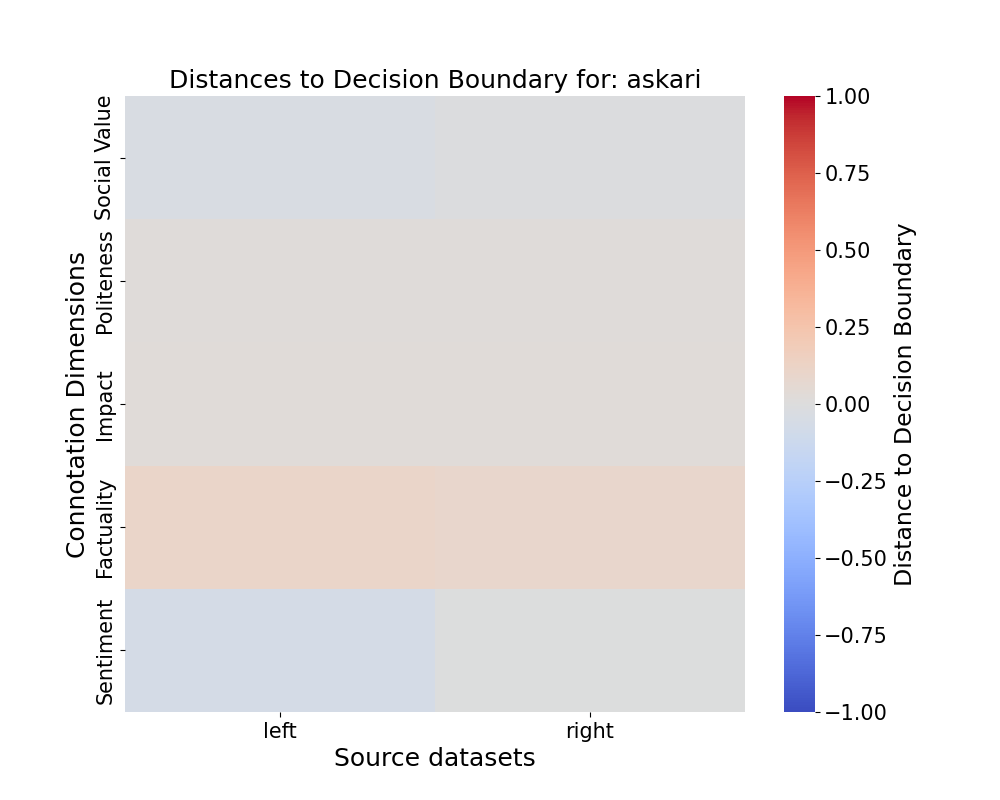 Distances to Decision Boundary for: askari
Connotation Dimensions
Social Value
Politeness
Impact
Factuality
Sentiment
left
right
Source datasets
1.00
0.75
0.50
0.25
0.00
−0.25
−0.50
−0.75
−1.00
Distance to Decision Boundary